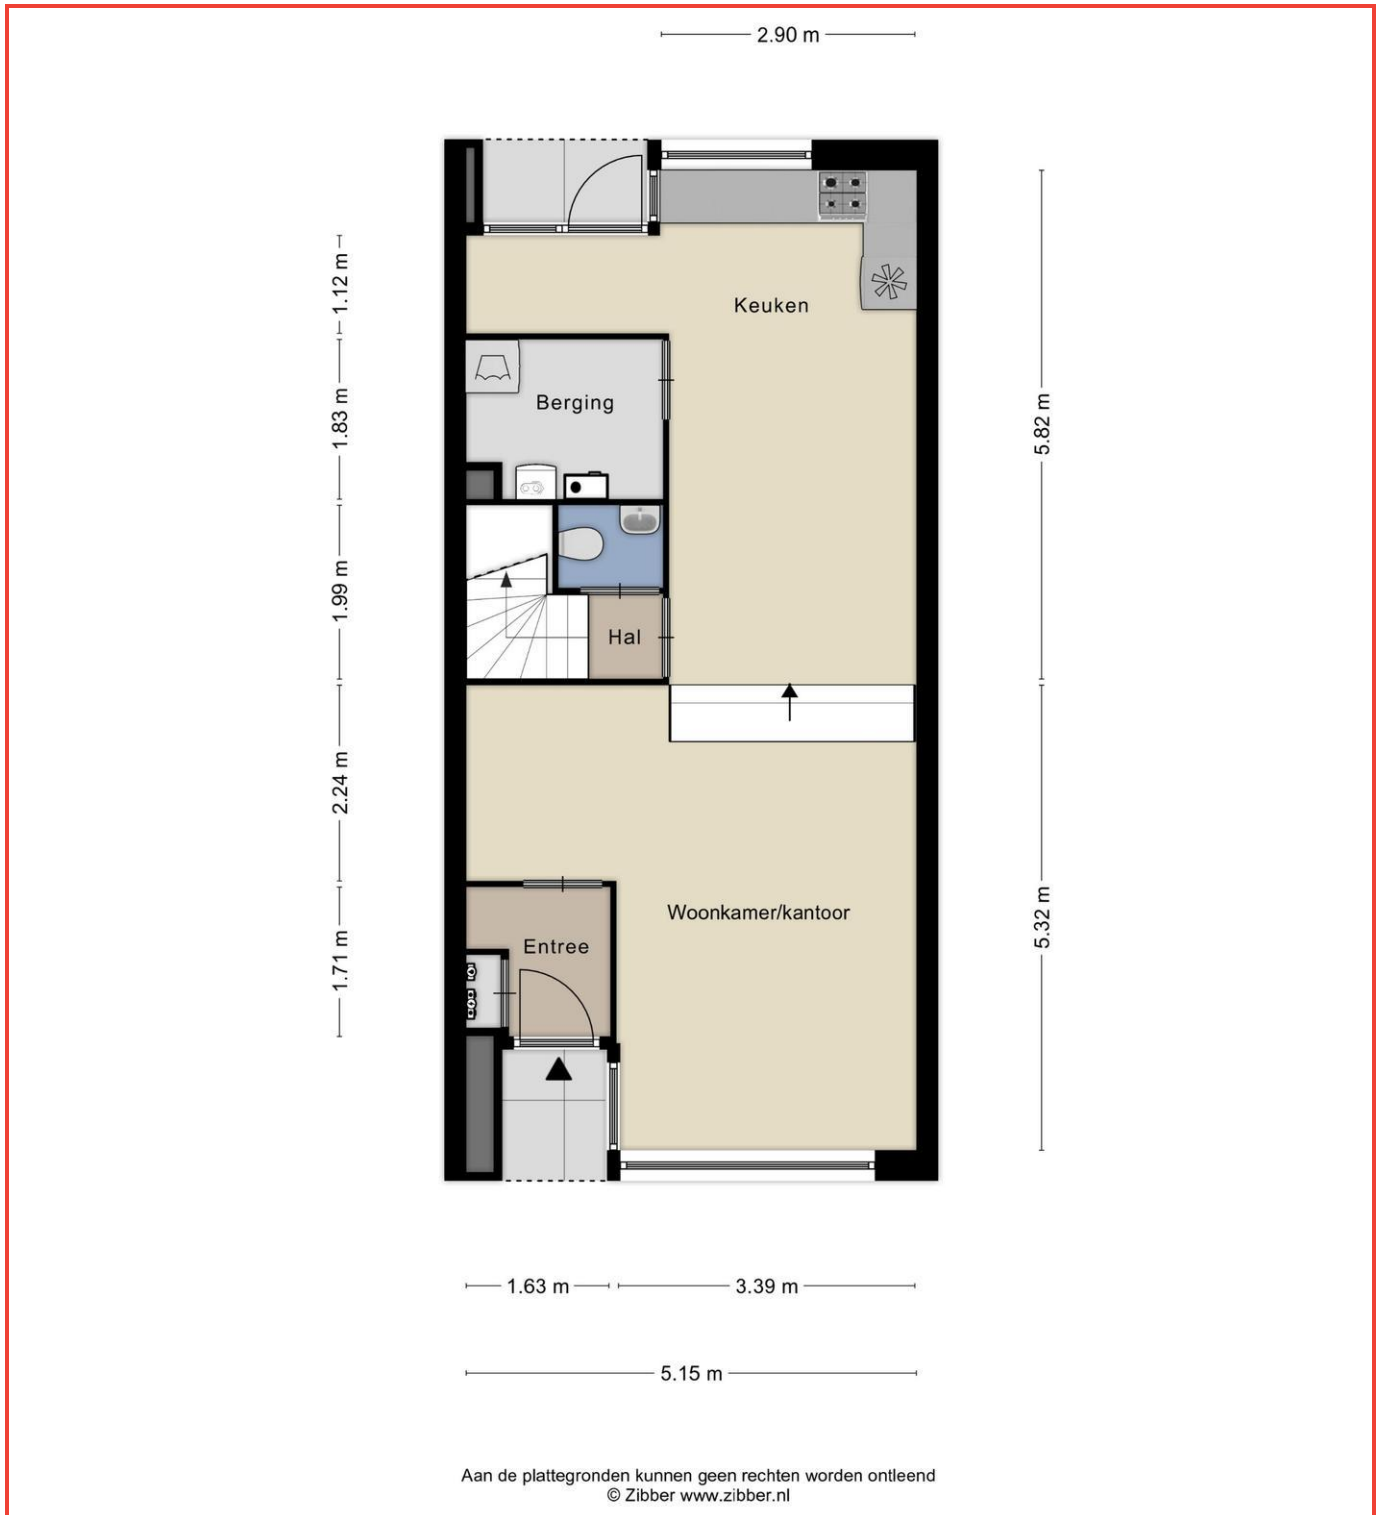 2.90 m
1.12 m
Keuken
1.83 m
Berging
5.82 m
1.99 m
Hal
2.24 m
Woonkamer/kantoor
5.32 m
1.71 m
Entree
1.63 m
3.39 m
5.15 m
Aan de plattegronden kunnen geen rechten worden ontleend
© Zibber www.zibber.nl